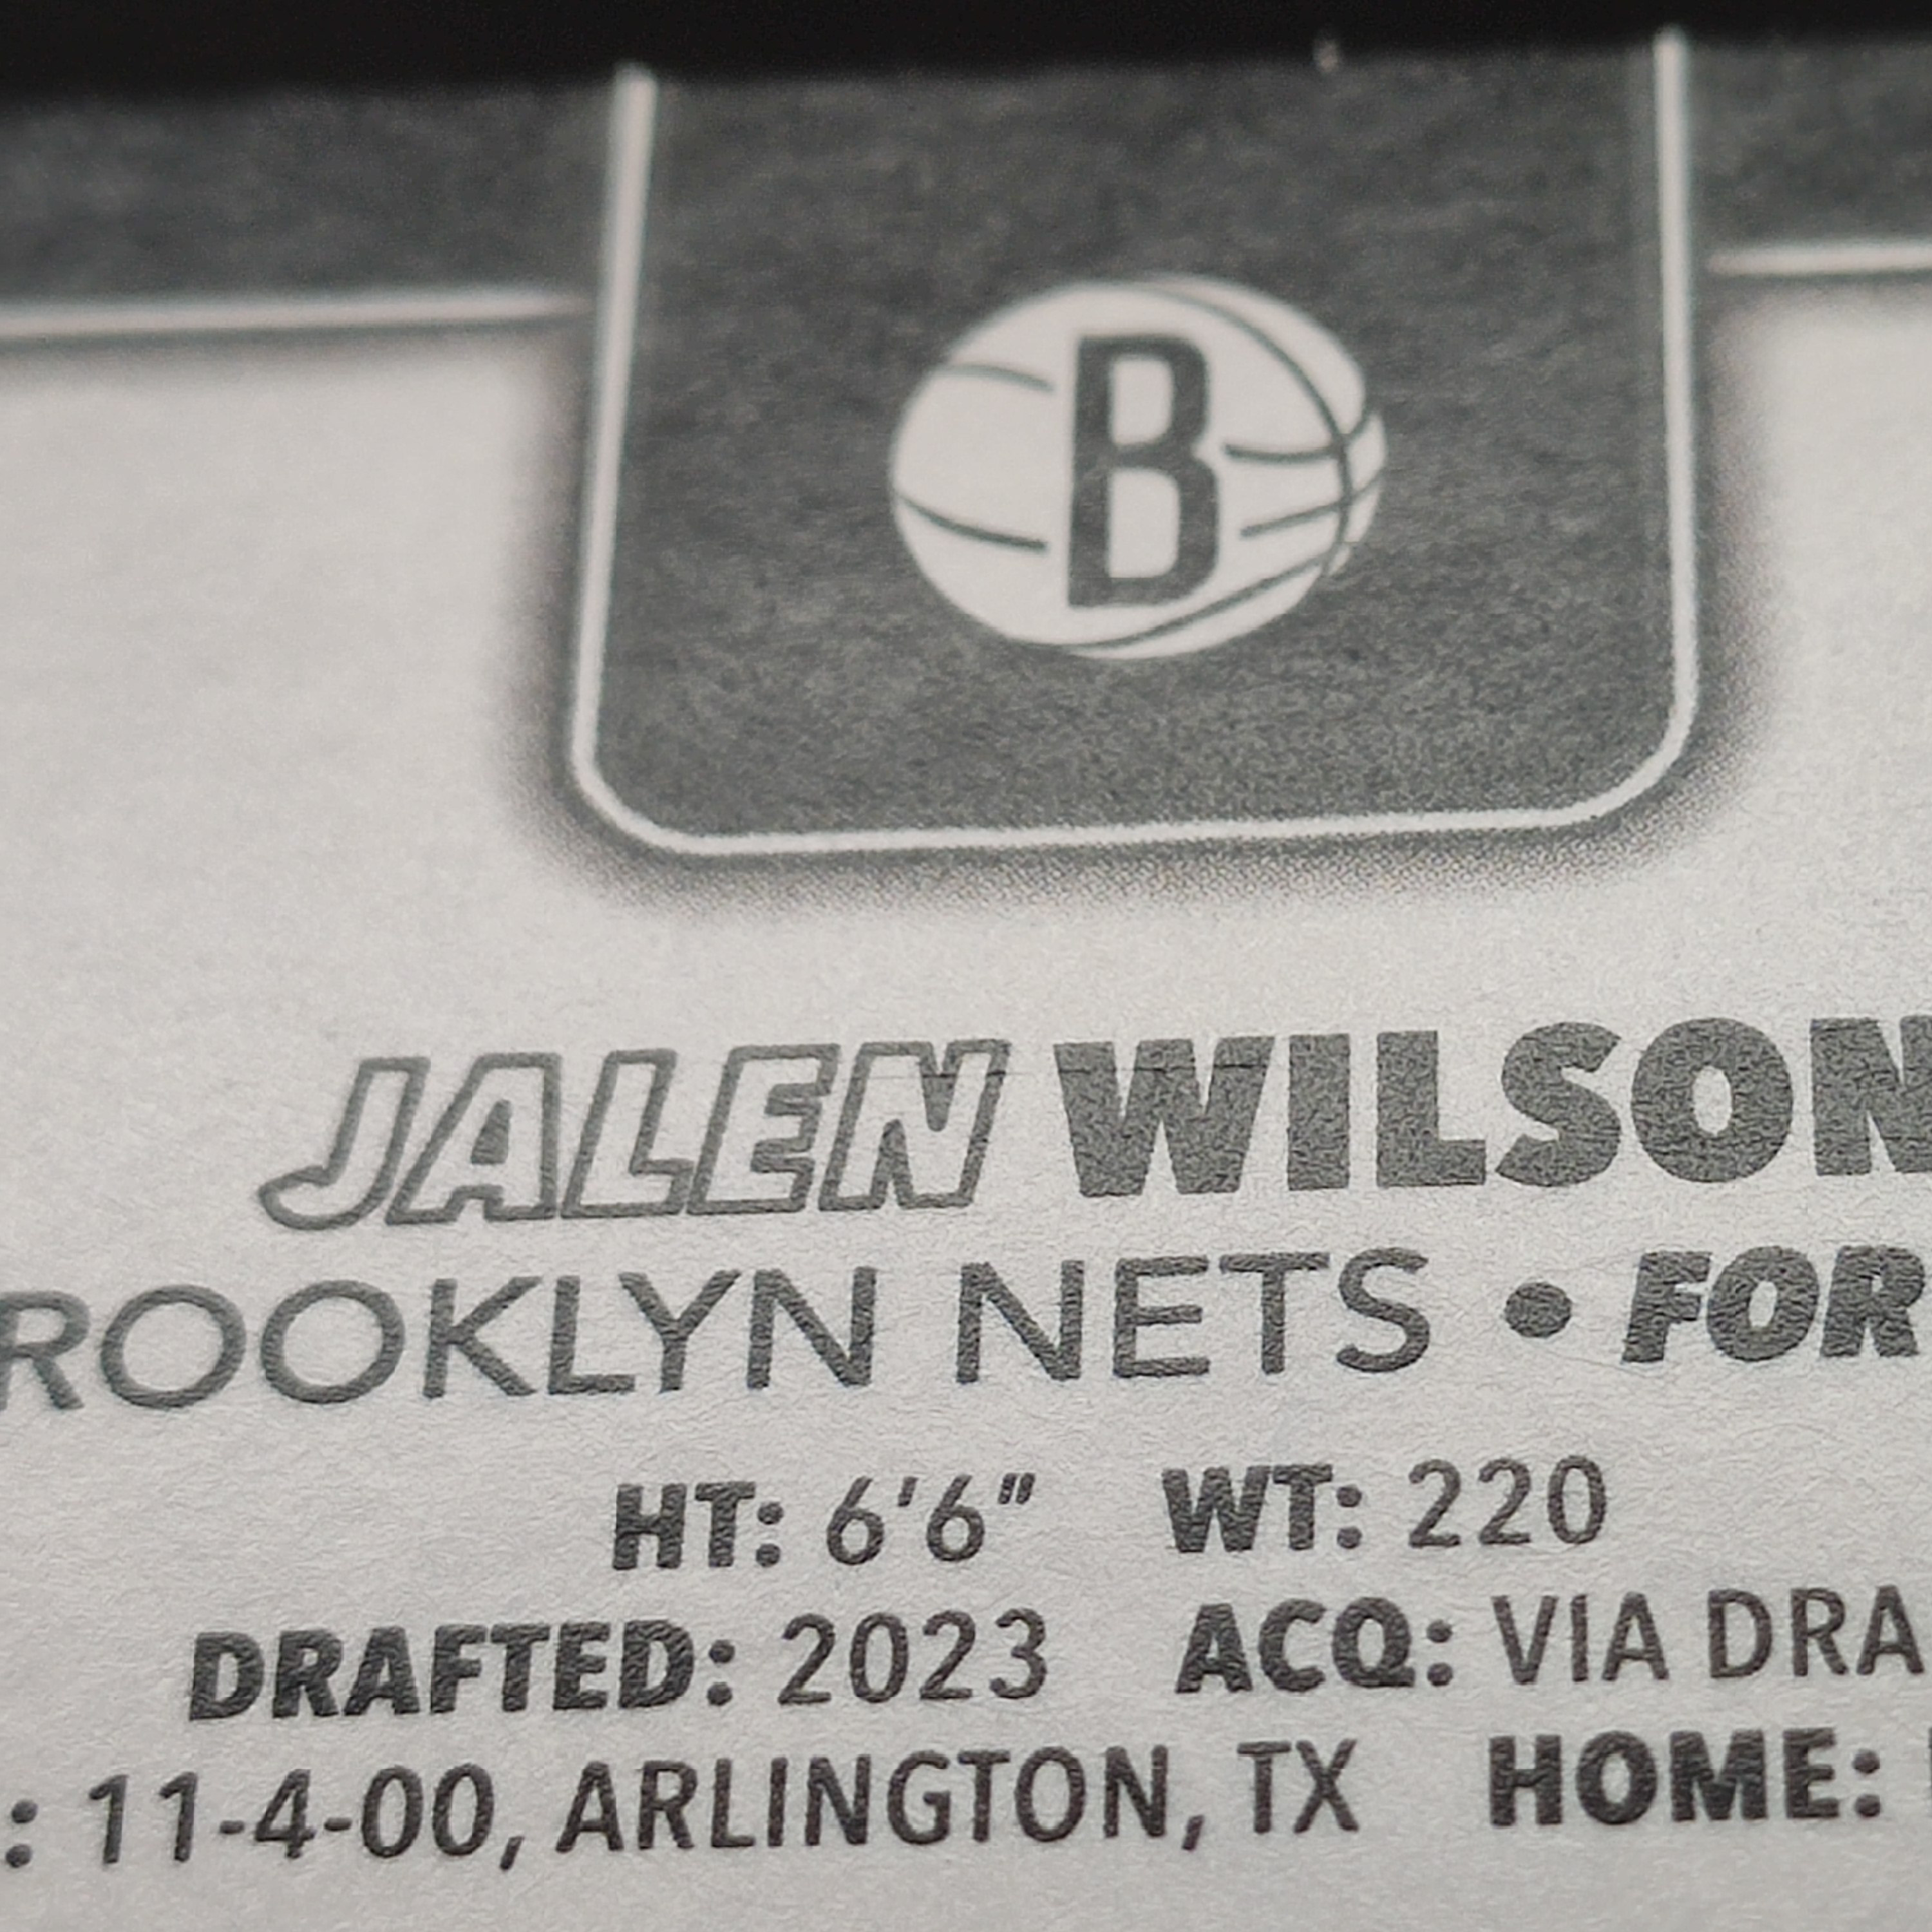 B
JALEN WILSON
ROOKLYN NETS • FOR
HT: 6'6" WT: 220
DRAFTED: 2023 ACQ: VIA DRA
: 11-4-00, ARLINGTON, TX HOME: